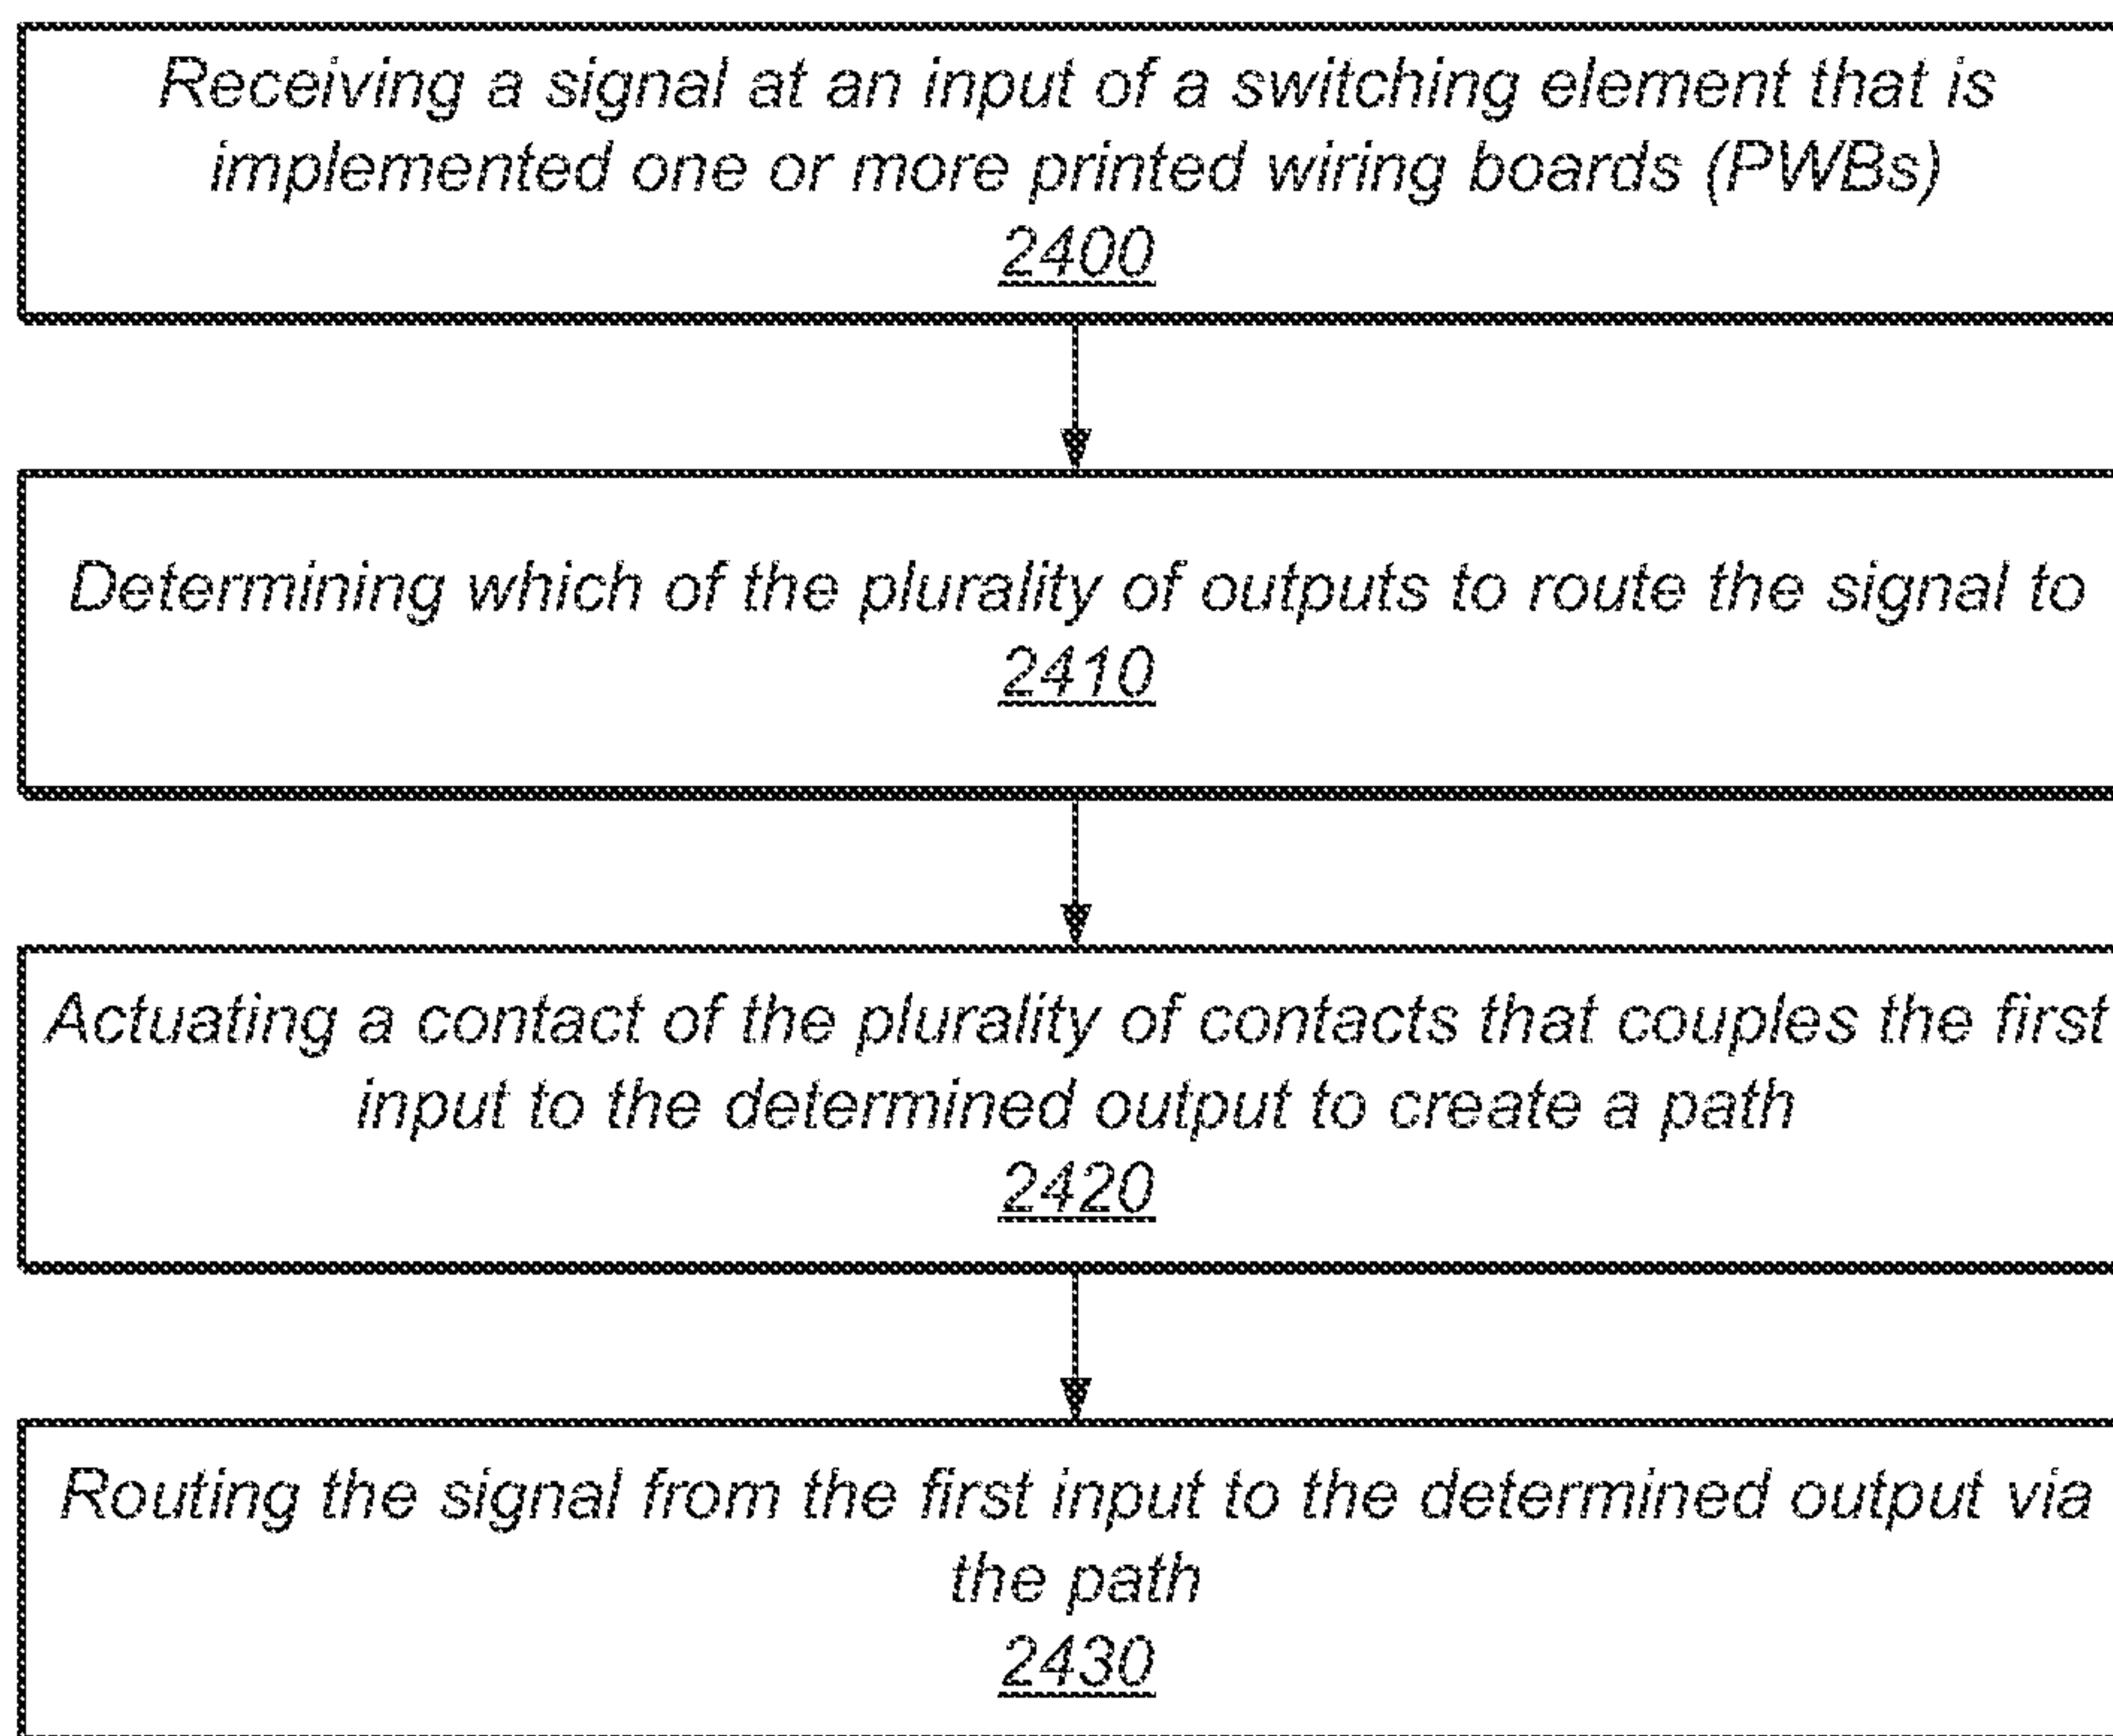 Receiving a signal at an input of a switching element that is
implemented one or more printed wiring boards (PWBs)
2400
Determining which of the plurality of outputs to route the signal to
2410
Actuating a contact of the plurality of contacts that couples the first
input to the determined output to create a path
2420
Routing the signal from the first input to the determined output via
the path
2430